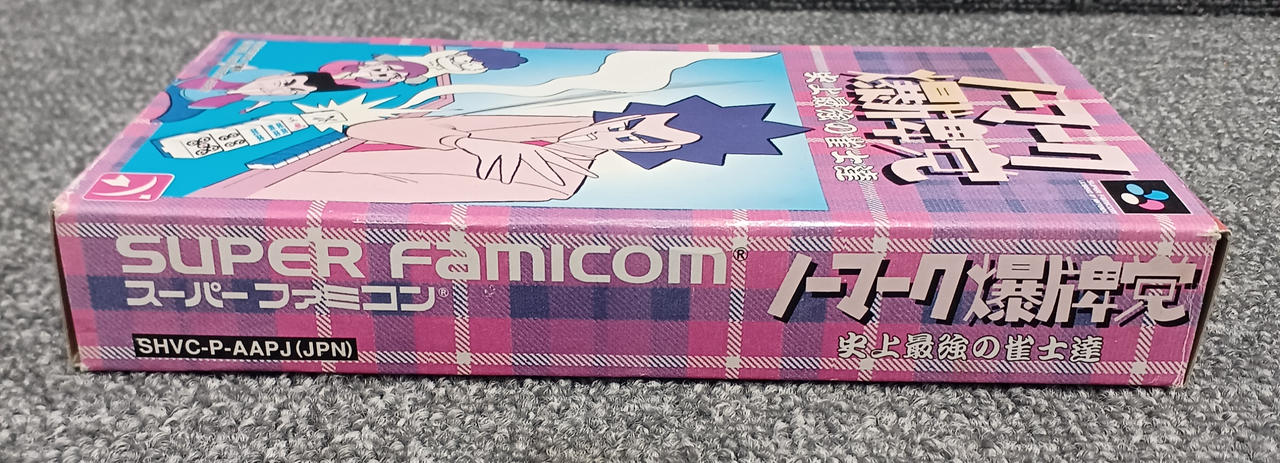 SUPER FAMICOM®
スーパーファミコン®
SHVC-P-AAPJ(JPN)
ノーマーク爆牌党
史上最強の雀士達
ノーマーク
爆牌党
史上最強の雀士達